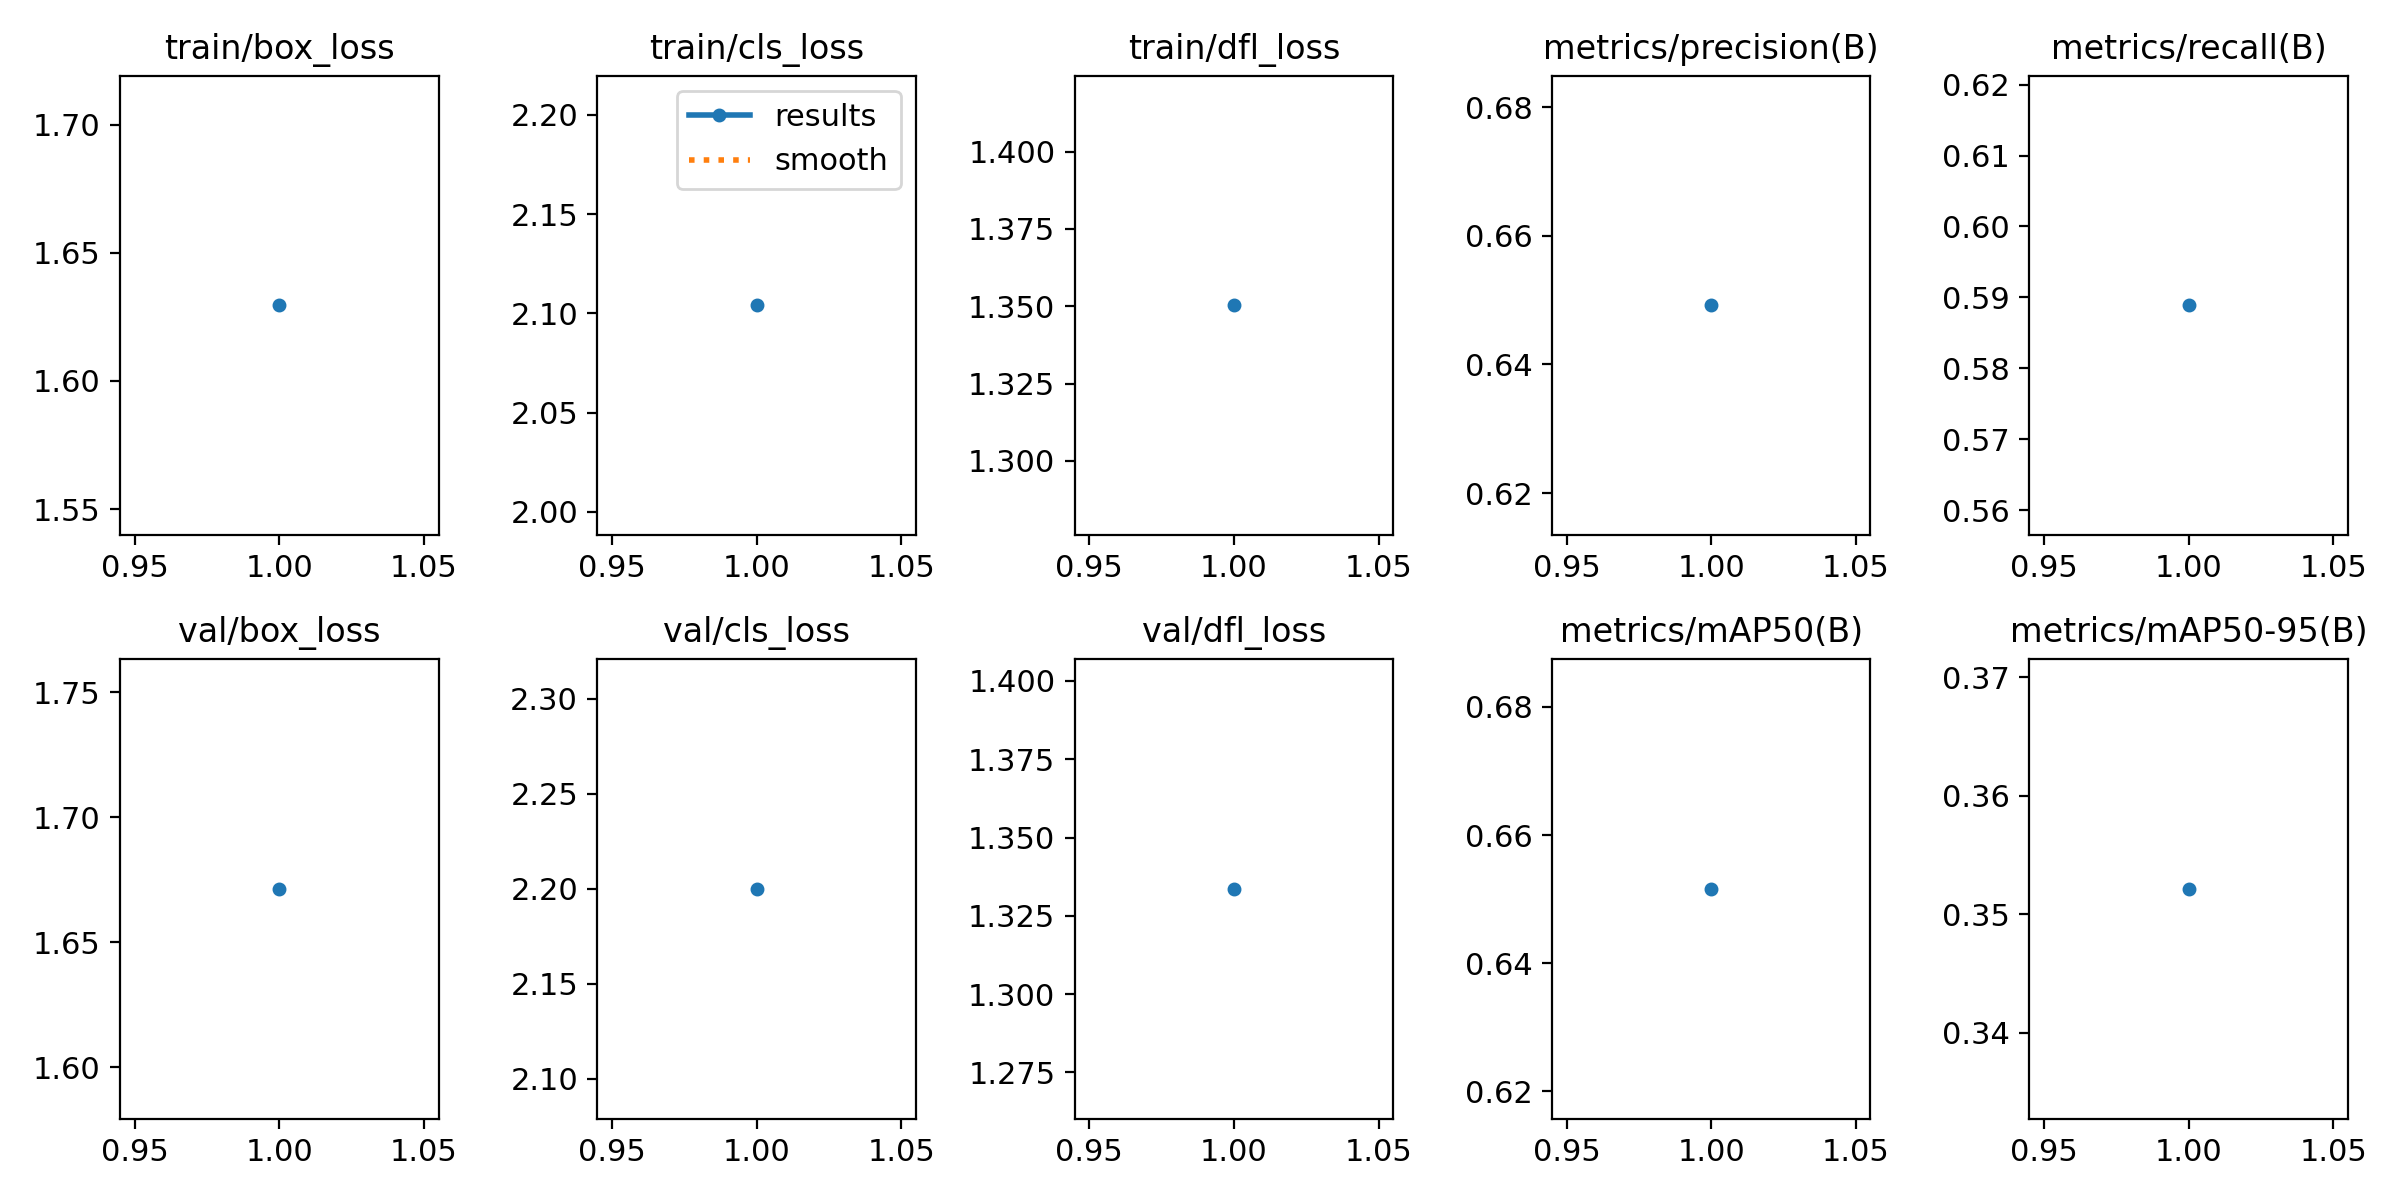 train/box_loss
1.70
1.65
1.60
1.55
0.95 1.00 1.05
train/cls_loss
results
smooth
2.20
2.15
2.10
2.05
2.00
0.95 1.00 1.05
train/dfl_loss
1.400
1.375
1.350
1.325
1.300
0.95 1.00 1.05
metrics/precision(B)
0.68
0.66
0.64
0.62
0.95 1.00 1.05
metrics/recall(B)
0.62
0.61
0.60
0.59
0.58
0.57
0.56
0.95 1.00 1.05
val/box_loss
1.75
1.70
1.65
1.60
0.95 1.00 1.05
val/cls_loss
2.30
2.25
2.20
2.15
2.10
0.95 1.00 1.05
val/dfl_loss
1.400
1.375
1.350
1.325
1.300
1.275
0.95 1.00 1.05
metrics/mAP50(B)
0.68
0.66
0.64
0.62
0.95 1.00 1.05
metrics/mAP50-95(B)
0.37
0.36
0.35
0.34
0.95 1.00 1.05